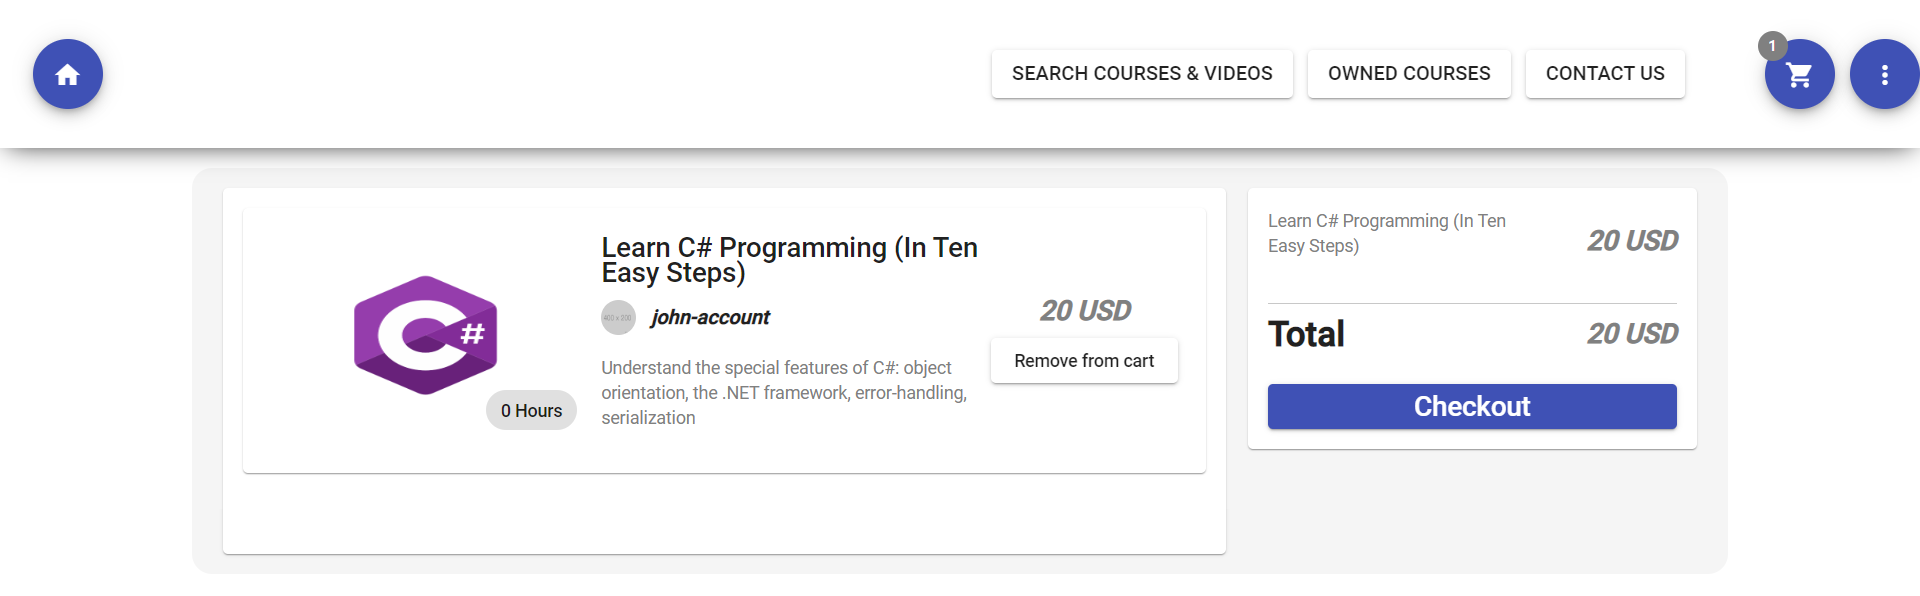 SEARCH COURSES & VIDEOS
OWNED COURSES
CONTACT US
1
Learn C# Programming (In Ten
Easy Steps)
400 x 200
john-account
Understand the special features of C#: object
orientation, the .NET framework, error-handling,
serialization
C#
0 Hours
20 USD
Remove from cart
Learn C# Programming (In Ten
Easy Steps)
20 USD
Total
20 USD
Checkout